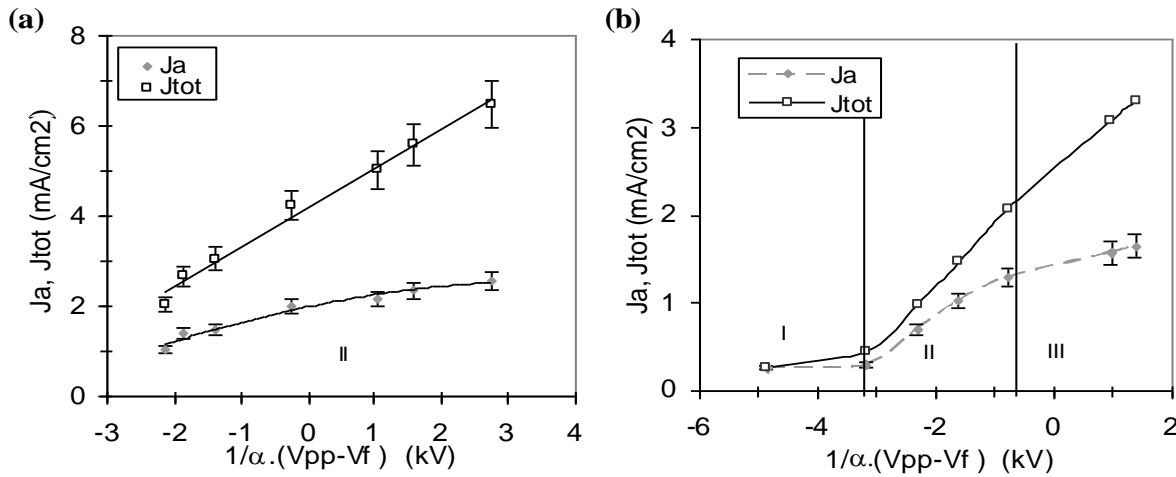 (a)
8
6
4
2
0
Ja, Jtot (mA/cm2)
Ja
Jtot
II
-3 -2 -1 0 1 2 3 4
1/α.(Vpp-Vf ) (kV)
(b)
4
3
2
1
0
Ja, Jtot (mA/cm2)
Ja
Jtot
I
II
III
-6 -4 -2 0 2
1/α.(Vpp-Vf ) (kV)